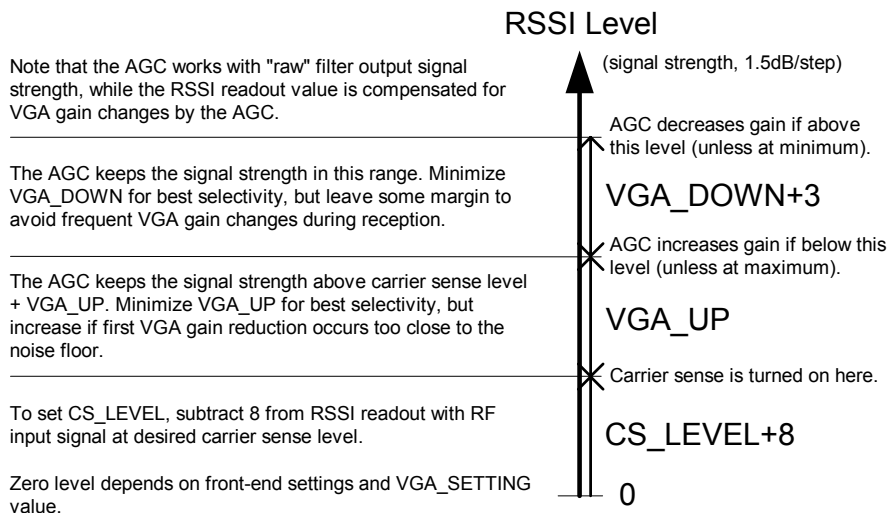 RSSI Level
(signal strength, 1.5dB/step)
Note that the AGC works with "raw" filter output signal
strength, while the RSSI readout value is compensated for
VGA gain changes by the AGC.
AGC decreases gain if above
this level (unless at minimum).
The AGC keeps the signal strength in this range. Minimize
VGA_DOWN for best selectivity, but leave some margin to
avoid frequent VGA gain changes during reception.
VGA_DOWN+3
AGC increases gain if below this
level (unless at maximum).
The AGC keeps the signal strength above carrier sense level
+ VGA_UP. Minimize VGA_UP for best selectivity, but
increase if first VGA gain reduction occurs too close to the
noise floor.
VGA_UP
Carrier sense is turned on here.
To set CS_LEVEL, subtract 8 from RSSI readout with RF
input signal at desired carrier sense level.
CS_LEVEL+8
Zero level depends on front-end settings and VGA_SETTING
value.
0